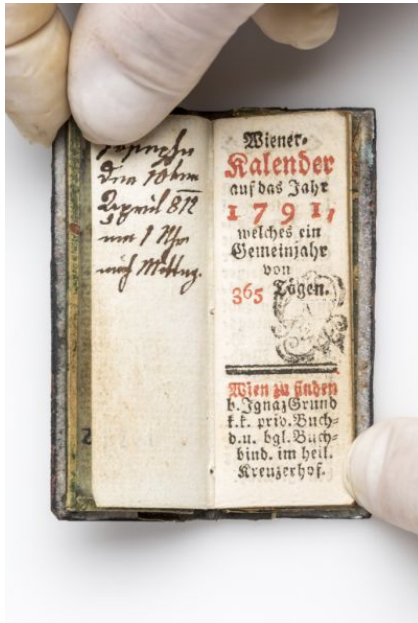 Josepha
den 10ten
April 812
um 1 Uhr
nach Mittag.
Wiener-
Kalender
auf das Jahr
1791,
welches ein
Gemeinjahr
von
365 Tägen.
Wien zu finden
b. Ignaz Grund
k.k. priv. Buch-
d. u. bgl. Buch-
bind. im heil.
Kreuzerhof.